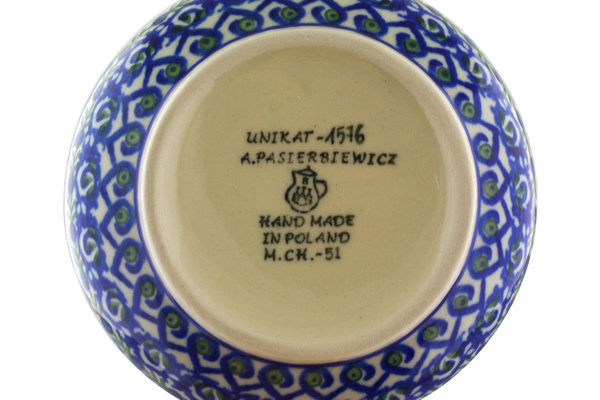 UNIKAT-1576
A.PASIERBIEWICZ
HAND MADE
IN POLAND
M.CH.-51